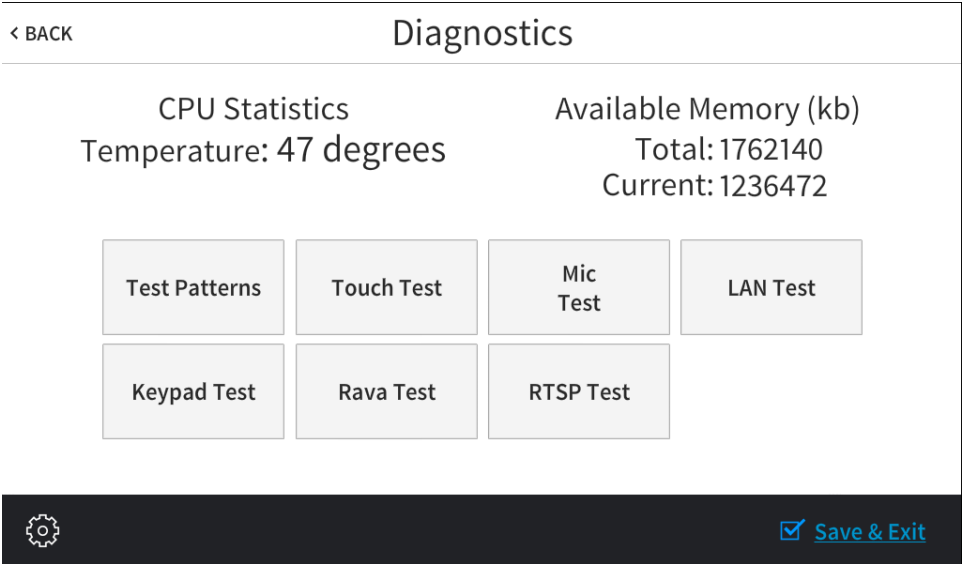 < BACK
Diagnostics
CPU Statistics
Temperature: 47 degrees
Available Memory (kb)
Total: 1762140
Current: 1236472
Test Patterns
Touch Test
Mic
Test
LAN Test
Keypad Test
Rava Test
RTSP Test
Save & Exit